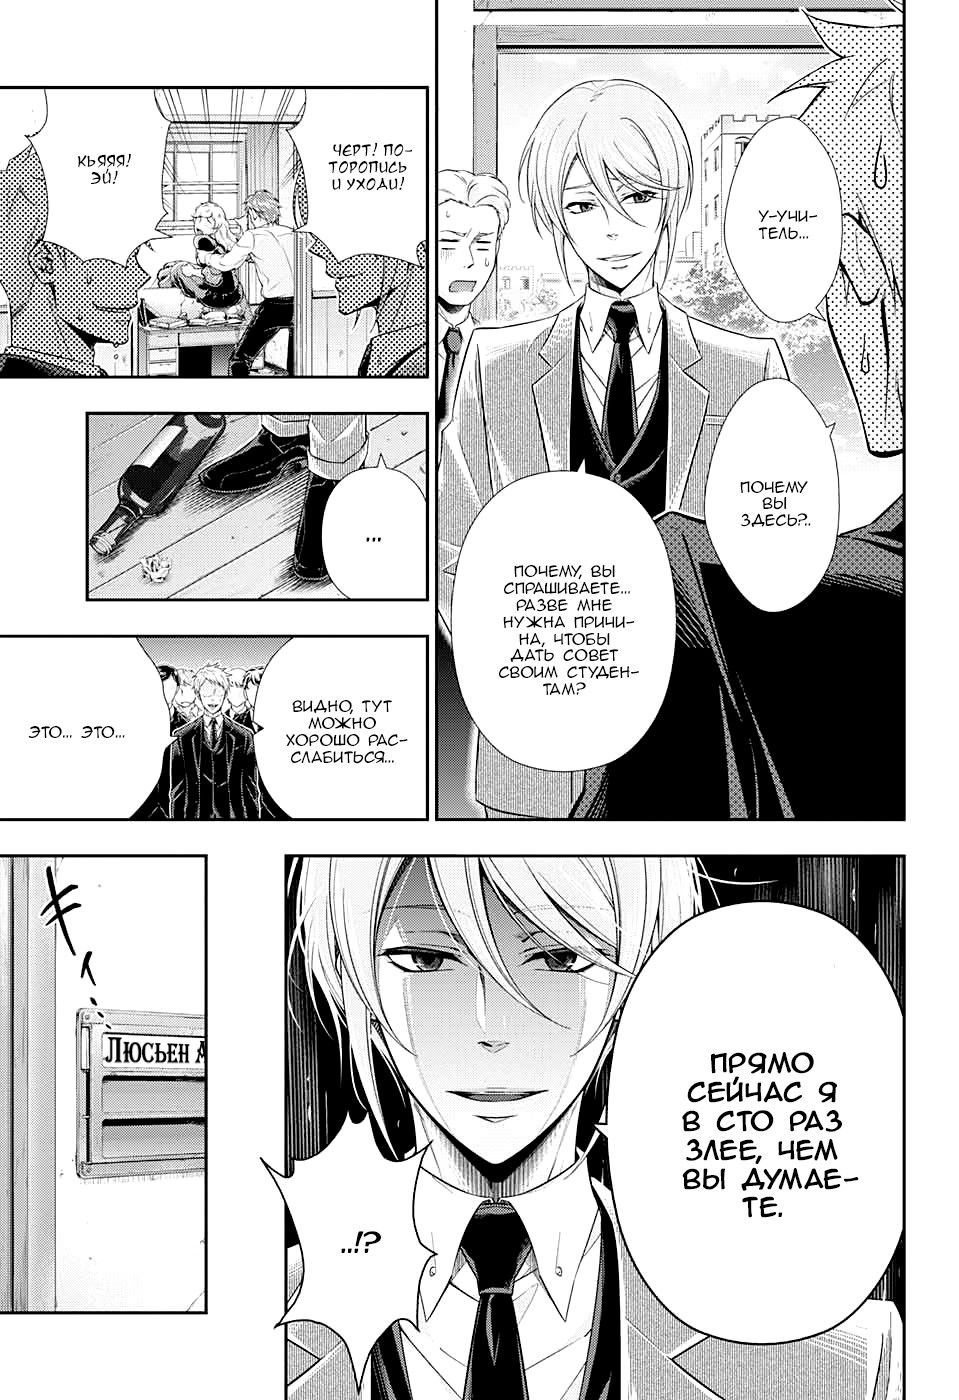 У-УЧИ-
ТЕЛЬ...
ПОЧЕМУ
ВЫ
ЗДЕСЬ?..
ПОЧЕМУ, ВЫ
СПРАШИВАЕТЕ...
РАЗВЕ МНЕ
НУЖНА ПРИЧИ-
НА, ЧТОБЫ
ДАТЬ СОВЕТ
СВОИМ СТУДЕН-
ТАМ?
ЧЕРТ! ПО-
ТОРОПИСЬ
И УХОДИ!
КЬЯЯЯ!
ЭЙ!
...
ВИДНО, ТУТ
МОЖНО
ХОРОШО РАС-
СЛАБИТЬСЯ...
ЭТО... ЭТО...
ПРЯМО
СЕЙЧАС Я
В СТО РАЗ
ЗЛЕЕ, ЧЕМ
ВЫ ДУМАЕ-
ТЕ.
..!?
ЛЮСЬЕН А